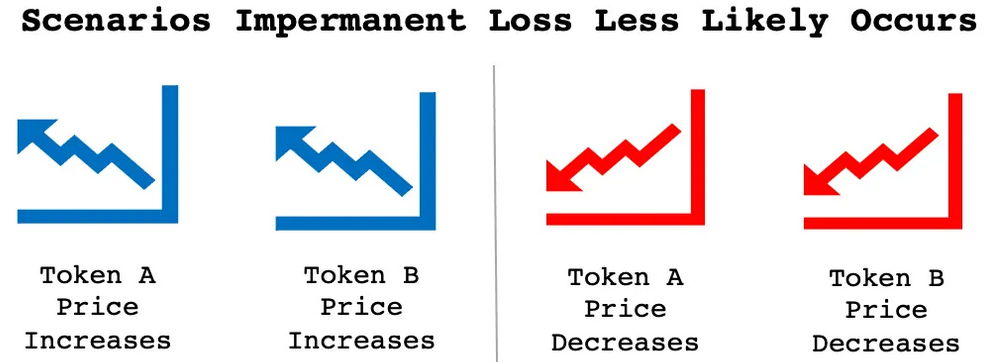 Scenarios Impermanent Loss Less Likely Occurs
Token A
Price
Increases
Token B
Price
Increases
Token A
Price
Decreases
Token B
Price
Decreases